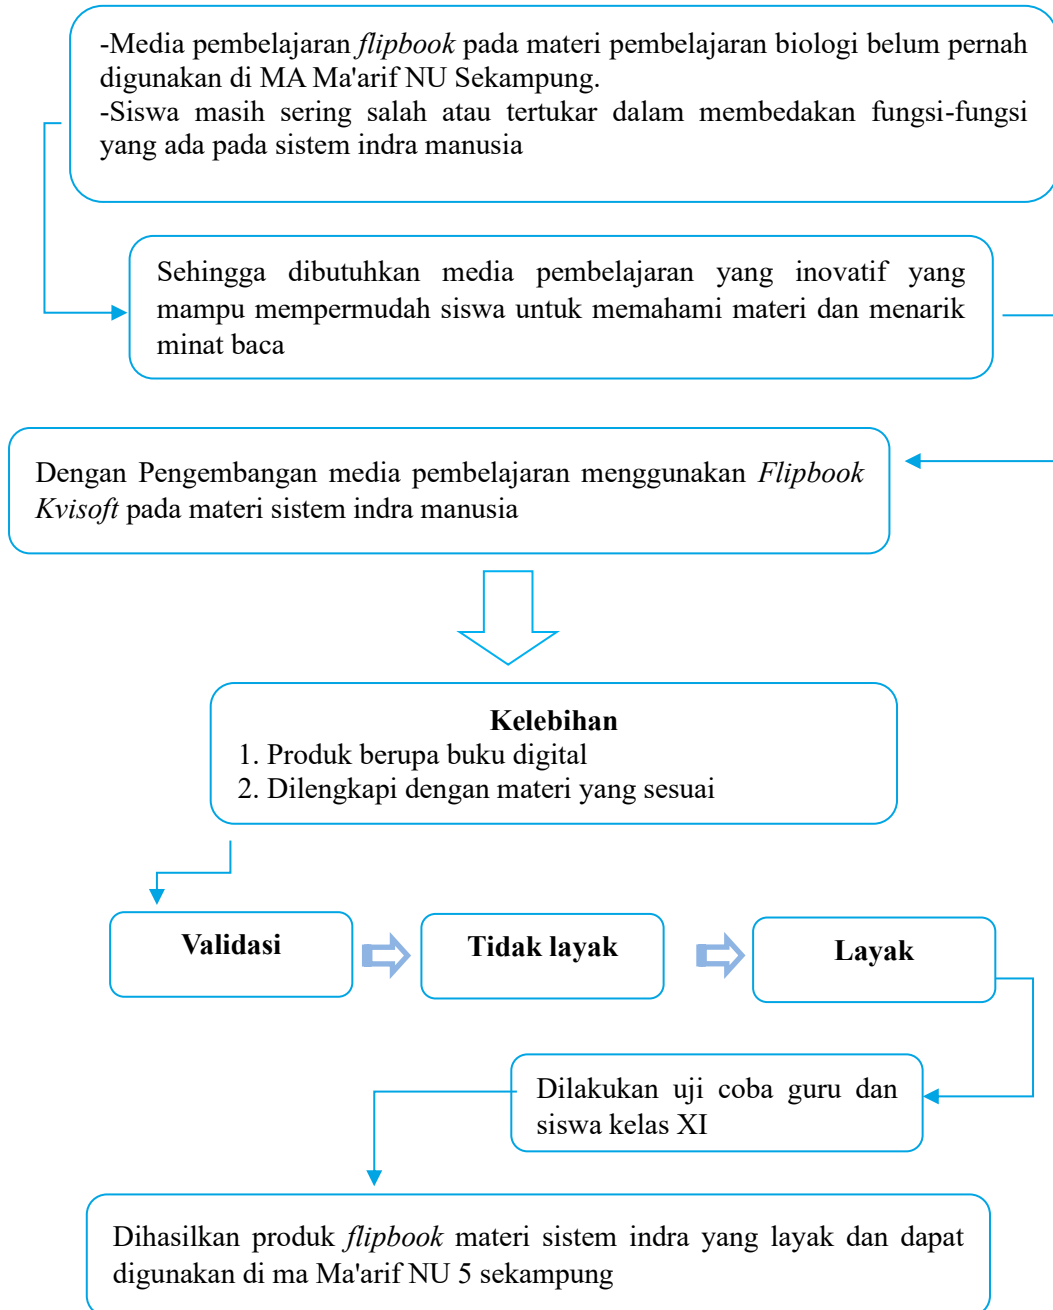 -Media pembelajaran flipbook pada materi pembelajaran biologi belum pernah
digunakan di MA Ma'arif NU Sekampung.
-Siswa masih sering salah atau tertukar dalam membedakan fungsi-fungsi
yang ada pada sistem indra manusia
Sehingga dibutuhkan media pembelajaran yang inovatif yang
mampu mempermudah siswa untuk memahami materi dan menarik
minat baca
Dengan Pengembangan media pembelajaran menggunakan Flipbook
Kvisoft pada materi sistem indra manusia
Kelebihan
1. Produk berupa buku digital
2. Dilengkapi dengan materi yang sesuai
Validasi
Tidak layak
Layak
Dilakukan uji coba guru dan
siswa kelas XI
Dihasilkan produk flipbook materi sistem indra yang layak dan dapat
digunakan di ma Ma'arif NU 5 sekampung